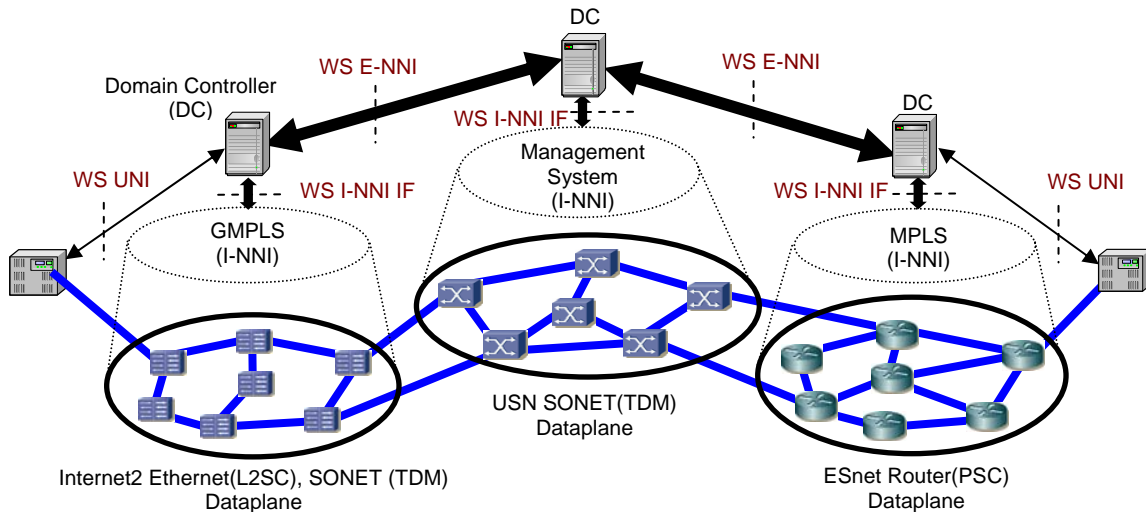 DC
WS E-NNI
WS E-NNI
Domain Controller
(DC)
DC
WS I-NNI IF
Management
System
(I-NNI)
WS UNI
WS I-NNI IF
WS I-NNI IF
WS UNI
GMPLS
(I-NNI)
MPLS
(I-NNI)
USN SONET(TDM)
Dataplane
Internet2 Ethernet(L2SC), SONET (TDM)
Dataplane
ESnet Router(PSC)
Dataplane